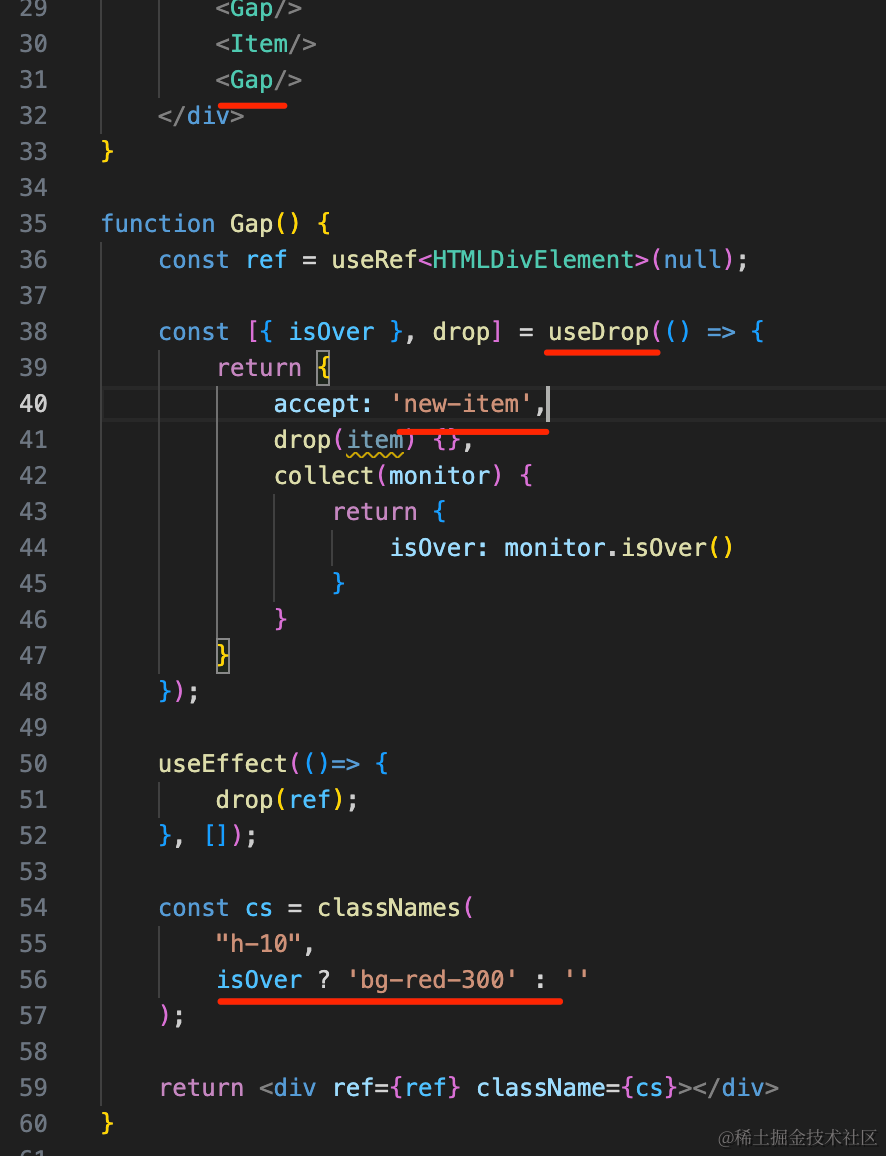 29 <Gap/>
30 <Item/>
31 <Gap/>
32 </div>
33 }
34
35 function Gap() {
36 const ref = useRef<HTMLDivElement>(null);
37
38 const [{ isOver }, drop] = useDrop(() => {
39 return {
40 accept: 'new-item',
41 drop(item) {},
42 collect(monitor) {
43 return {
44 isOver: monitor.isOver()
45 }
46 }
47 }
48 });
49
50 useEffect(()=> {
51 drop(ref);
52 }, []);
53
54 const cs = classNames(
55 "h-10",
56 isOver ? 'bg-red-300' : ''
57 );
58
59 return <div ref={ref} className={cs}></div>
60 }
61
@稀土掘金技术社区